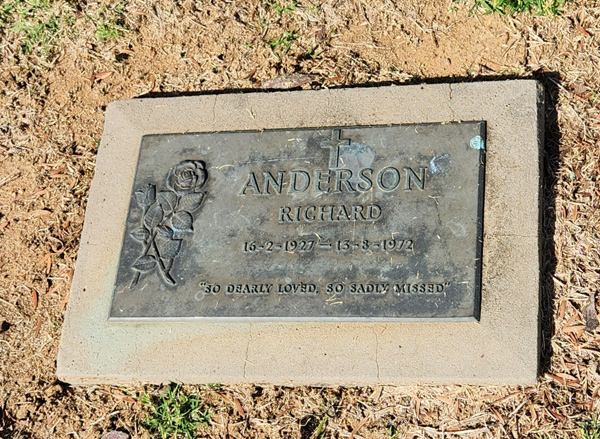 ANDERSON
RICHARD
16-2-1927 — 13-8-1972
"SO DEARLY LOVED, SO SADLY MISSED"